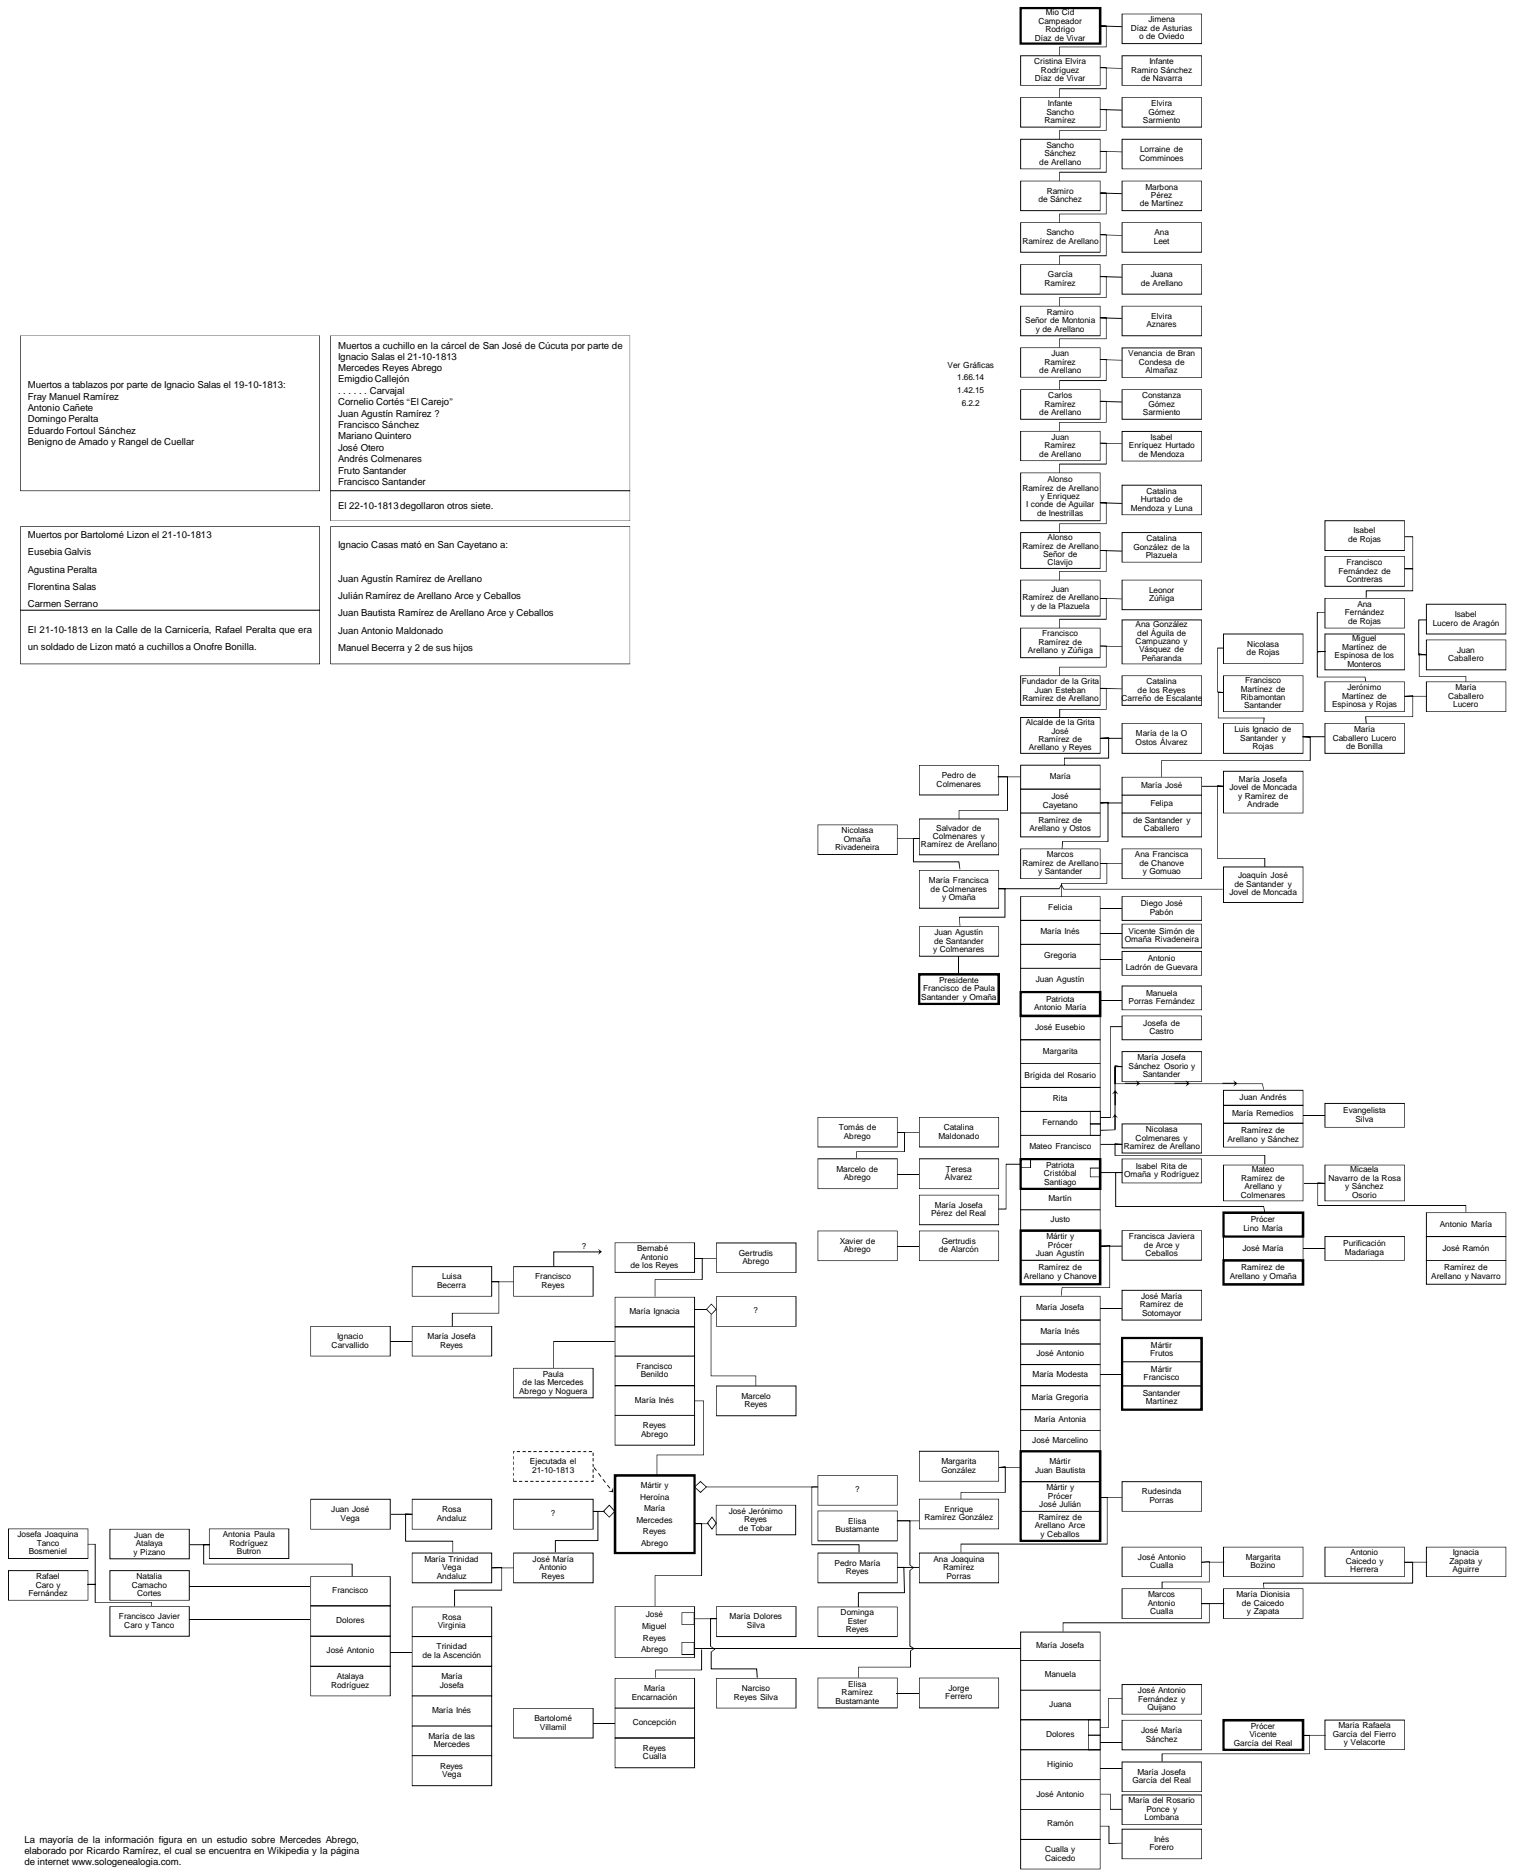 Mio Cid
Campeador
Rodrigo
Díaz de Vivar
Jimena
Díaz de Asturias
o de Oviedo
Cristina Elvira
Rodríguez
Díaz de Vivar
Infante
Ramiro Sánchez
de Navarra
Infante
Sancho
Ramírez
Elvira
Gómez
Sarmiento
Sancho
Sánchez
de Arellano
Lorraine de
Comminoes
Ramiro
de Sánchez
Marbona
Pérez
de Martínez
Sancho
Ramírez de Arellano
Ana
Leet
García
Ramírez
Juana
de Arellano
Ramiro
Señor de Montonia
y de Arellano
Elvira
Aznares
Juan
Ramírez
de Arellano
Venancia de Bran
Condesa de
Almañaz
Ver Gráficas
1.66.14
1.42.15
6.2.2
Carlos
Ramírez
de Arellano
Constanza
Gómez
Sarmiento
Juan
Ramírez
de Arellano
Isabel
Enríquez Hurtado
de Mendoza
Alonso
Ramírez de Arellano
y Enriquez
I conde de Aguilar
de Inestrillas
Catalina
Hurtado de
Mendoza y Luna
Alonso
Ramírez de Arellano
Señor de
Clavijo
Catalina
González de la
Plazuela
Juan
Ramírez de Arellano
y de la Plazuela
Leonor
Zúñiga
Francisco
Ramírez de
Arellano y Zúñiga
Ana González
del Águila de
Campuzano y
Vásquez de
Peñaranda
Fundador de la Grita
Juan Esteban
Ramírez de Arellano
Catalina
de los Reyes
Carreño de Escalante
Alcalde de la Grita
José
Ramírez de
Arellano y Reyes
María de la O
Ostos Álvarez
Muertos a tablazos por parte de Ignacio Salas el 19-10-1813:
Fray Manuel Ramírez
Antonio Cañete
Domingo Peralta
Eduardo Fortoul Sánchez
Benigno de Amado y Rangel de Cuellar
Muertos a cuchillo en la cárcel de San José de Cúcuta por parte de
Ignacio Salas el 21-10-1813
Mercedes Reyes Abrego
Emigdio Callejón
. . . . . . Carvajal
Cornelio Cortés “El Carejo”
Juan Agustín Ramírez ?
Francisco Sánchez
Mariano Quintero
José Otero
Andrés Colmenares
Fruto Santander
Francisco Santander
El 22-10-1813 degollaron otros siete.
Muertos por Bartolomé Lizon el 21-10-1813
Eusebia Galvis
Agustina Peralta
Florentina Salas
Carmen Serrano
El 21-10-1813 en la Calle de la Carnicería, Rafael Peralta que era
un soldado de Lizon mató a cuchillos a Onofre Bonilla.
Ignacio Casas mató en San Cayetano a:
Juan Agustín Ramírez de Arellano
Julián Ramírez de Arellano Arce y Ceballos
Juan Bautista Ramírez de Arellano Arce y Ceballos
Juan Antonio Maldonado
Manuel Becerra y 2 de sus hijos
Isabel
de Rojas
Francisco
Fernández de
Contreras
Ana
Fernández
de Rojas
Isabel
Lucero de Aragón
Nicolasa
de Rojas
Miguel
Martínez de
Espinosa de los
Monteros
Juan
Caballero
Francisco
Martínez de
Ribamontan
Santander
Jerónimo
Martínez de
Espinosa y Rojas
María
Caballero
Lucero
Luis Ignacio de
Santander y
Rojas
María
Caballero Lucero
de Bonilla
Pedro de
Colmenares
María
José
Cayetano
Ramírez de
Arellano y Ostos
María José
Felipa
de Santander y
Caballero
María Josefa
Jovel de Moncada
y Ramírez de
Andrade
Nicolasa
Omaña
Rivadeneira
Salvador de
Colmenares y
Ramírez de Arellano
Marcos
Ramírez de Arellano
y Santander
Ana Francisca
de Chanove
y Gomuao
Joaquín José
de Santander y
Jovel de Moncada
María Francisca
de Colmenares
y Omaña
Juan Agustín
de Santander
y Colmenares
Presidente
Francisco de Paula
Santander y Omaña
Felicia
Diego José
Pabón
María Inés
Vicente Simón de
Omaña Rivadeneira
Gregoria
Antonio
Ladrón de Guevara
Juan Agustín
Patriota
Antonio María
Manuela
Porras Fernández
José Eusebio
Josefa de
Castro
Margarita
Brígida del Rosario
María Josefa
Sánchez Osorio y
Santander
Rita
Fernando
Juan Andrés
María Remedios
Ramírez de
Arellano y Sánchez
Evangelista
Silva
Mateo Francisco
Nicolasa
Colmenares y
Ramírez de Arellano
Patriota
Cristóbal
Santiago
Isabel Rita de
Omaña y Rodríguez
Mateo
Ramírez de
Arellano y
Colmenares
Micaela
Navarro de la Rosa
y Sánchez
Osorio
Martín
Justo
Mártir y
Prócer
Juan Agustín
Ramírez de
Arellano y Chanove
Francisca Javiera
de Arce y
Ceballos
Prócer
Lino María
José María
Ramírez de
Arellano y Omaña
Purificación
Madariaga
Antonio María
José Ramón
Ramírez de
Arellano y Navarro
Tomás de
Abrego
Catalina
Maldonado
Marcelo de
Abrego
Teresa
Álvarez
María Josefa
Pérez del Real
Xavier de
Abrego
Gertrudis
de Alarcón
?
Bernabé
Antonio
de los Reyes
Gertrudis
Abrego
Luisa
Becerra
Francisco
Reyes
Ignacio
Carvallido
María Josefa
Reyes
María Ignacia
?
Francisco
Benildo
María Inés
Reyes
Abrego
Paula
de las Mercedes
Abrego y Noguera
Marcelo
Reyes
María Josefa
José María
Ramírez de
Sotomayor
María Inés
José Antonio
María Modesta
María Gregoria
María Antonia
José Marcelino
Mártir
Juan Bautista
Mártir y
Prócer
José Julián
Ramírez de
Arellano Arce
y Ceballos
Mártir
Frutos
Mártir
Francisco
Santander
Martínez
Margarita
González
Rudesinda
Porras
Enrique
Ramírez González
Ejecutada el
21-10-1813
Mártir y
Heroína
María
Mercedes
Reyes
Abrego
?
?
José Jerónimo
Reyes
de Tobar
Elisa
Bustamante
Juan José
Vega
Rosa
Andaluz
Josefa Joaquina
Tanco
Bosmeniel
Juan de
Atalaya
y Pizano
Antonia Paula
Rodríguez
Butrón
María Trinidad
Vega
Andaluz
José María
Antonio
Reyes
Pedro María
Reyes
Ana Joaquina
Ramírez
Porras
Rafael
Caro y
Fernández
Natalia
Camacho
Cortes
Francisco
Dolores
José Antonio
Atalaya
Rodríguez
Francisco Javier
Caro y Tanco
Rosa
Virginia
Trinidad
de la Ascención
María
Josefa
María Inés
María de las
Mercedes
Reyes
Vega
José
Miguel
Reyes
Abrego
María Dolores
Silva
Dominga
Ester
Reyes
María
Encarnación
Concepción
Reyes
Cualla
Bartolomé
Villamil
Narciso
Reyes Silva
Elisa
Ramírez
Bustamante
Jorge
Ferrero
José Antonio
Cualla
Margarita
Bozino
Antonio
Caicedo y
Herrera
Ignacia
Zapata y
Aguirre
Marcos
Antonio
Cualla
María Dionisia
de Caicedo
y Zapata
María Josefa
Manuela
Juana
José Antonio
Fernández y
Quijano
Dolores
José María
Sánchez
Prócer
Vicente
García del Real
María Rafaela
García del Fierro
y Velacorte
Higinio
María Josefa
García del Real
José Antonio
María del Rosario
Ponce y
Lombana
Ramón
Inés
Forero
Cualla y
Caicedo
La mayoría de la información figura en un estudio sobre Mercedes Abrego,
elaborado por Ricardo Ramírez, el cual se encuentra en Wikipedia y la página
de internet www.sologenealogia.com.